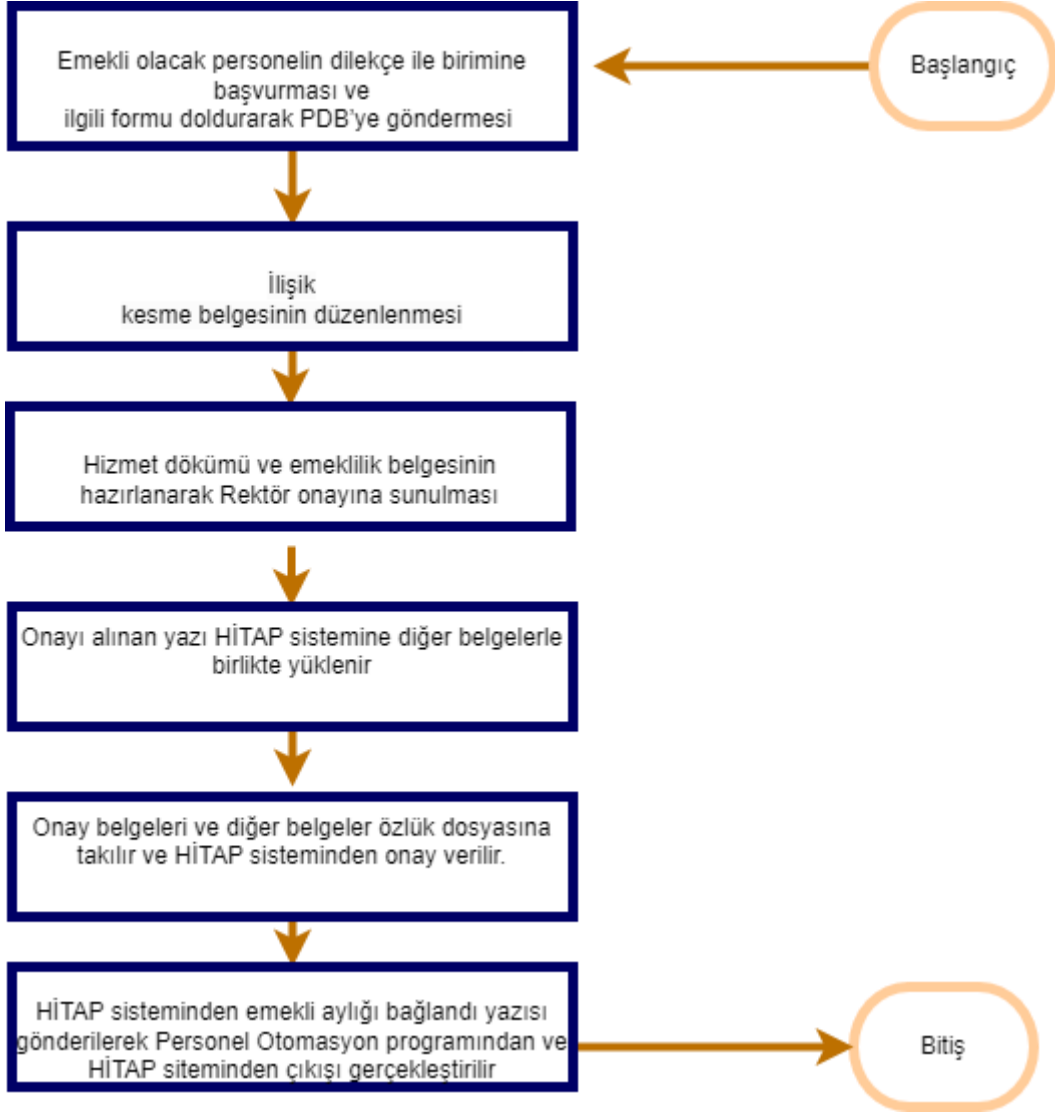 Başlangıç
Emekli olacak personelin dilekçe ile birimine
başvurması ve
ilgili formu doldurarak PDB'ye göndermesi
İlişik
kesme belgesinin düzenlenmesi
Hizmet dökümü ve emeklilik belgesinin
hazırlanarak Rektör onayına sunulması
Onayı alınan yazı HİTAP sistemine diğer belgelerle
birlikte yüklenir
Onay belgeleri ve diğer belgeler özlük dosyasına
takılır ve HİTAP sisteminden onay verilir.
HİTAP sisteminden emekli aylığı bağlandı yazısı
gönderilerek Personel Otomasyon programından ve
HİTAP siteminden çıkışı gerçekleştirilir
Bitiş